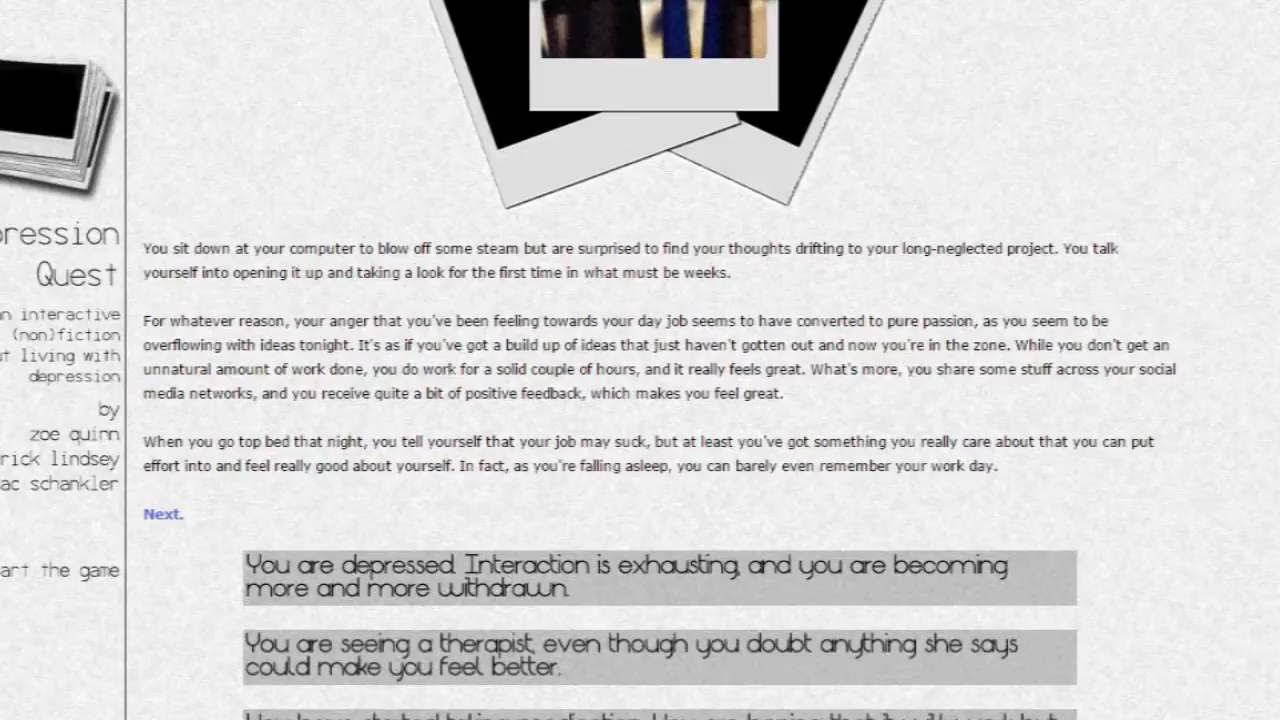 pression
Quest
an interactive
(non)fiction
living with
depression
by
zoe quinn
rick lindsey
schankler
art the game
You sit down at your computer to blow off some steam but are surprised to find your thoughts drifting to your long-neglected project. You talk
yourself into opening it up and taking a look for the first time in what must be weeks.
For whatever reason, your anger that you've been feeling towards your day job seems to have converted to pure passion, as you seem to be
overflowing with ideas tonight. It's as if you've got a build up of ideas that just haven't gotten out and now you're in the zone. While you don't get an
unnatural amount of work done, you do work for a solid couple of hours, and it really feels great. What's more, you share some stuff across your social
media networks, and you receive quite a bit of positive feedback, which makes you feel great.
When you go top bed that night, you tell yourself that your job may suck, but at least you've got something you really care about that you can put
effort into and feel really good about yourself. In fact, as you're falling asleep, you can barely even remember your work day.
Next.
You are depressed. Interaction is exhausting, and you are becoming
more and more withdrawn.
You are seeing a therapist, even though you doubt anything she says
could make you feel better.